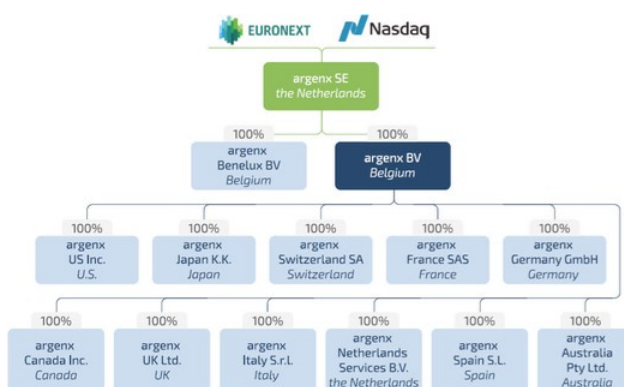 EURONEXT
Nasdaq
argenx SE
the Netherlands
100%
100%
argenx
Benelux BV
Belgium
argenx BV
Belgium
100%
100%
100%
100%
100%
argenx
US Inc.
U.S.
argenx
Japan K.K.
Japan
argenx
Switzerland SA
Switzerland
argenx
France SAS
France
argenx
Germany GmbH
Germany
100%
100%
100%
100%
100%
100%
argenx
Canada Inc.
Canada
argenx
UK Ltd.
UK
argenx
Italy S.r.l.
Italy
argenx
Netherlands
Services B.V.
the Netherlands
argenx
Spain S.L.
Spain
argenx
Australia
Pty Ltd.
Australia